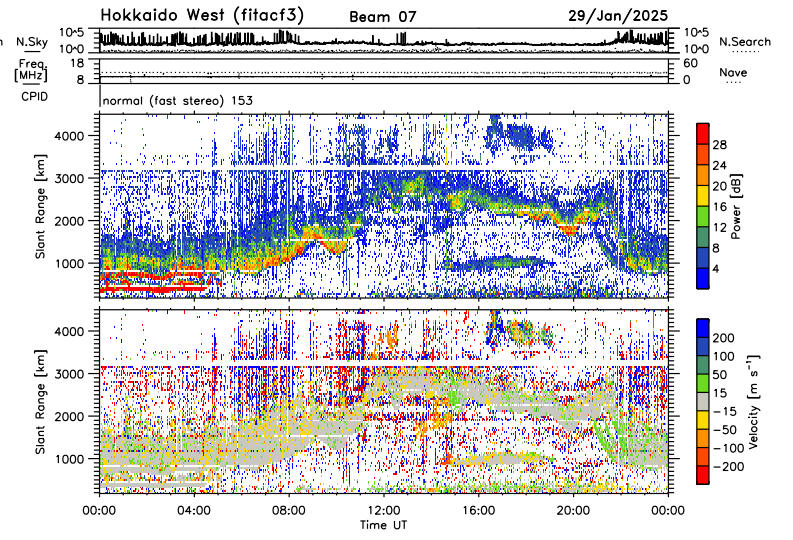 Hokkaido West (fitacf3) Beam 07 29/Jan/2025
n N.Sky 10^5 10^5 N.Search
10^0 10^0
Freq. 18 60 Nave
[MHz] 8 0
CPID normal (fast stereo) 153
4000
3000
2000
1000
Slant Range [km]
28
24
20
16
12
8
4
Power [dB]
4000
3000
2000
1000
Slant Range [km]
200
100
50
15
-15
-50
-100
-200
Velocity [m s^-1]
00:00 04:00 08:00 12:00 16:00 20:00 00:00
Time UT